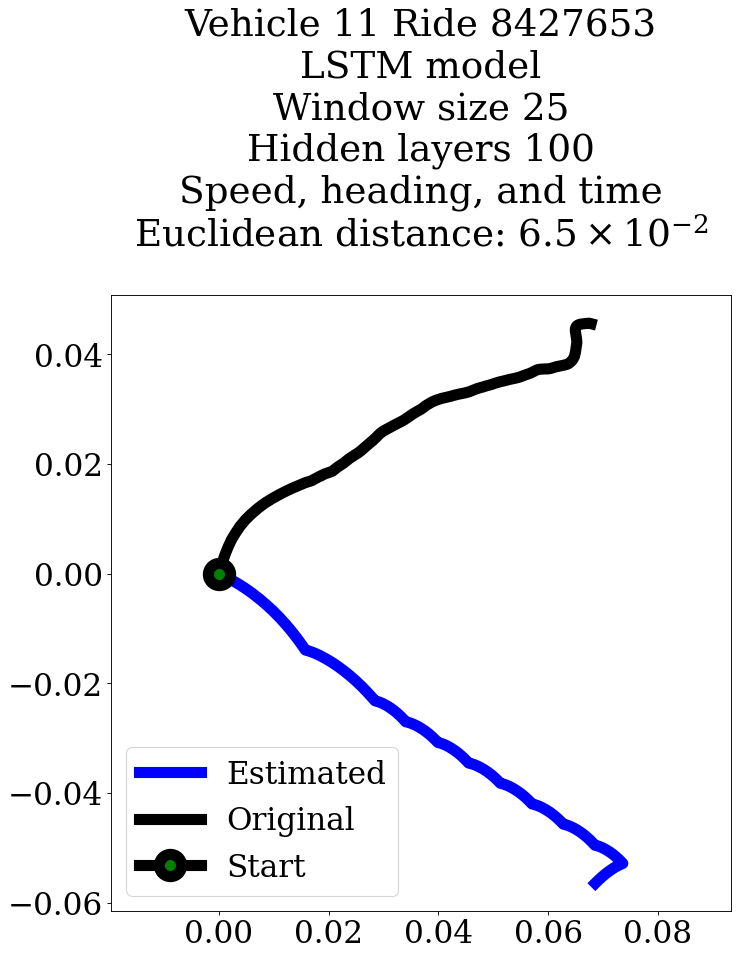 Vehicle 11 Ride 8427653
LSTM model
Window size 25
Hidden layers 100
Speed, heading, and time
Euclidean distance: 6.5 × 10⁻²
0.04
0.02
0.00
−0.02
−0.04
−0.06
Estimated
Original
Start
0.00 0.02 0.04 0.06 0.08